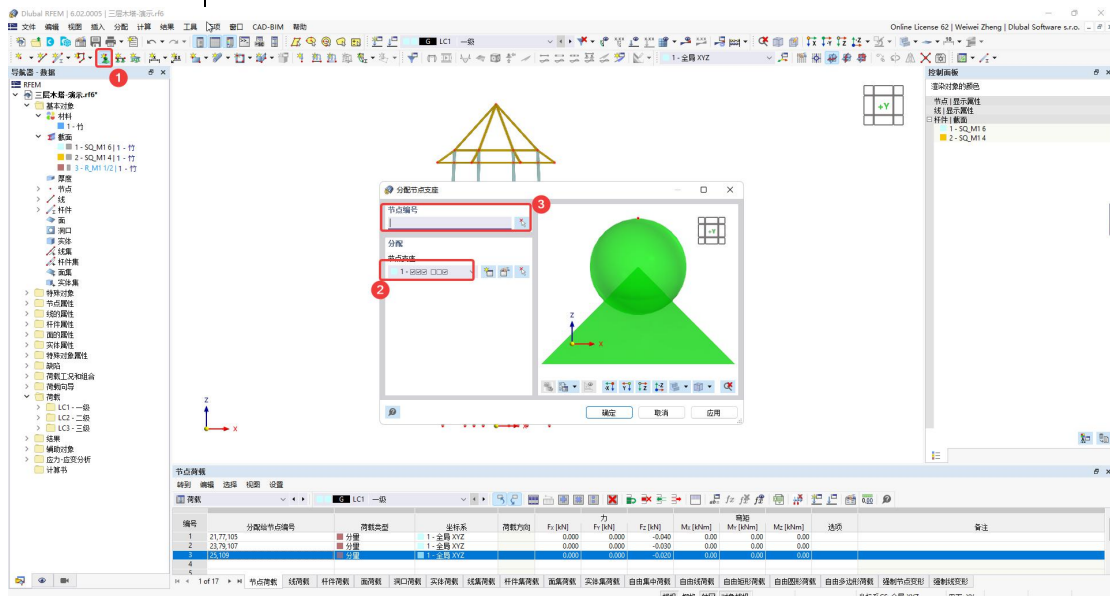 Dlubal RFEM | 6.02.0005 | 三层木塔-演示.rf6
文件 编辑 视图 插入 分配 计算 结果 工具 选项 窗口 CAD-BIM 帮助
Online License 62 | Weiwei Zheng | Dlubal Software s.r.o.
G LC1 一级
1 - 全局 XYZ
1
导航器 - 数据
RFEM
三层木塔-演示.rf6*
基本对象
材料
1 - 竹
截面
1 - SQ_M1 6 | 1 - 竹
2 - SQ_M1 4 | 1 - 竹
3 - R_M1 1/2 | 1 - 竹
厚度
节点
线
杆件
面
洞口
实体
线集
杆件集
面集
实体集
特殊对象
节点属性
线的属性
杆件属性
面的属性
实体属性
特殊对象属性
缺陷
荷载工况和组合
荷载向导
荷载
LC1 - 一级
LC2 - 二级
LC3 - 三级
结果
辅助对象
应力-应变分析
计算书
+Y
Z
X
分配节点支座
节点编号
3
分配
节点支座
1 -
2
+Y
Z
X
确定 取消 应用
控制面板
渲染对象的颜色
节点 | 显示属性
线 | 显示属性
杆件 | 截面
1 - SQ_M1 6
2 - SQ_M1 4
节点荷载
转到 编辑 选择 视图 设置
荷载 G LC1 一级
力 弯矩
编号 分配给节点编号 荷载类型 坐标系 荷载方向 Fx [kN] Fy [kN] Fz [kN] Mx [kNm] My [kNm] Mz [kNm] 选项 备注
1 21,77,105 分量 1 - 全局 XYZ 0.000 0.000 -0.040 0.00 0.00 0.00
2 23,79,107 分量 1 - 全局 XYZ 0.000 0.000 -0.030 0.00 0.00 0.00
3 25,109 分量 1 - 全局 XYZ 0.000 0.000 -0.020 0.00 0.00 0.00
4
5
1 of 17 节点荷载 线荷载 杆件荷载 面荷载 洞口荷载 实体荷载 线集荷载 杆件集荷载 面集荷载 实体集荷载 自由集中荷载 自由线荷载 自由矩形荷载 自由圆形荷载 自由多边形荷载 强制节点变形 强制线变形